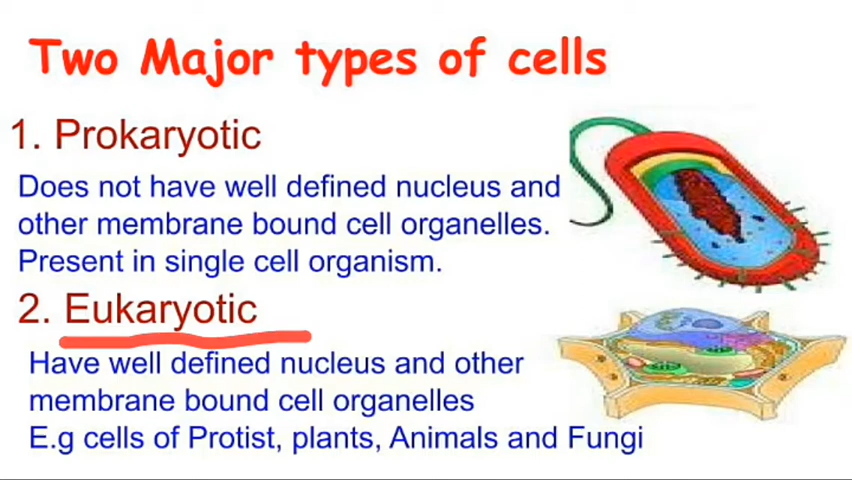 Two Major types of cells
1. Prokaryotic
Does not have well defined nucleus and
other membrane bound cell organelles.
Present in single cell organism.
2. Eukaryotic
Have well defined nucleus and other
membrane bound cell organelles
E.g cells of Protist, plants, Animals and Fungi